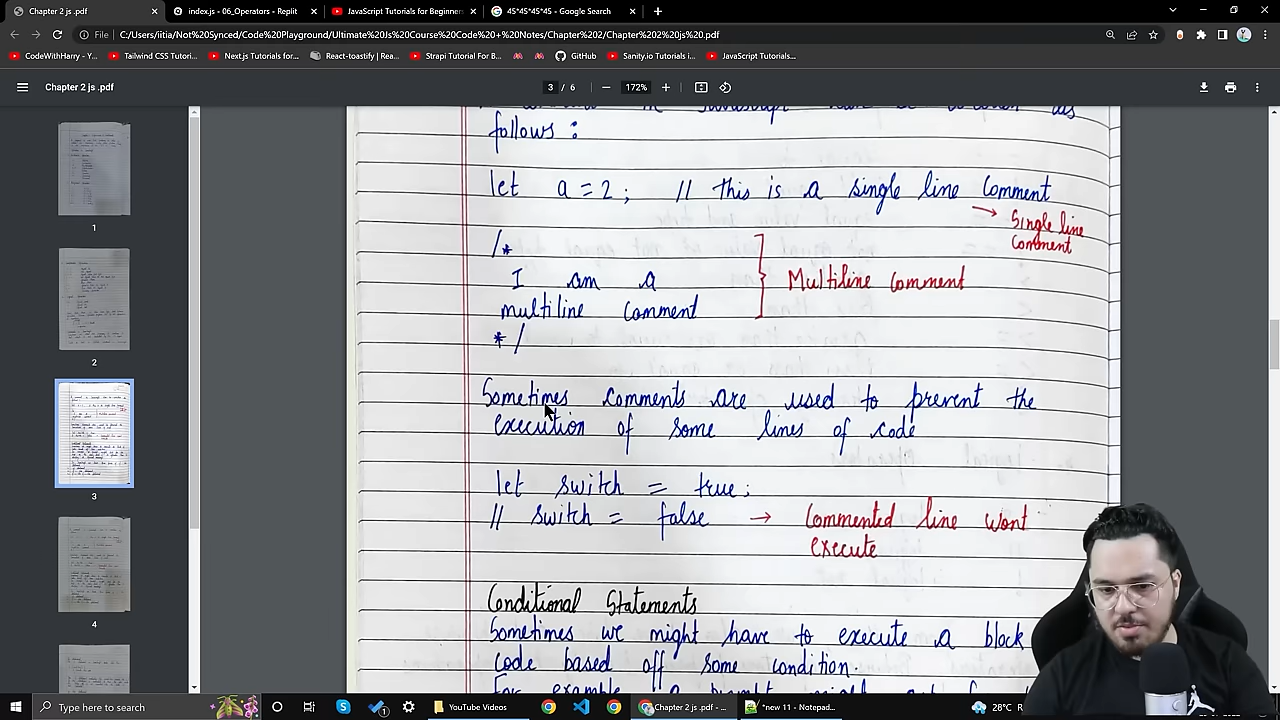 Chapter 2 js .pdf
index.js - 06_Operators - Replit
JavaScript Tutorials for Beginner
45*45*45*45 - Google Search
File
C:/Users/iitia/Not%20Synced/Code%20Playground/Ultimate%20Js%20Course%20Code%20+%20Notes/Chapter%202/Chapter%202%20js%20.pdf
CodeWithHarry - Y...
Tailwind CSS Tutori...
Next.js Tutorials for...
React-toastify | Rea...
Strapi Tutorial For B...
GitHub
Sanity.io Tutorials i...
JavaScript Tutorials...
Chapter 2 js .pdf
3 / 6
172%
1
2
3
4
follows :
let a = 2; // this is a single line comment
→ Single line
comment
/*
I am a
multiline comment
*/
Multiline comment
Sometimes comments are used to prevent the
execution of some lines of code
let switch = true;
// switch = false → Commented line wont
execute
Conditional Statements
Sometimes we might have to execute a block
code based off some condition.
Type here to search
YouTube Videos
Chapter 2 js .pdf - ...
*new 11 - Notepad...
28°C